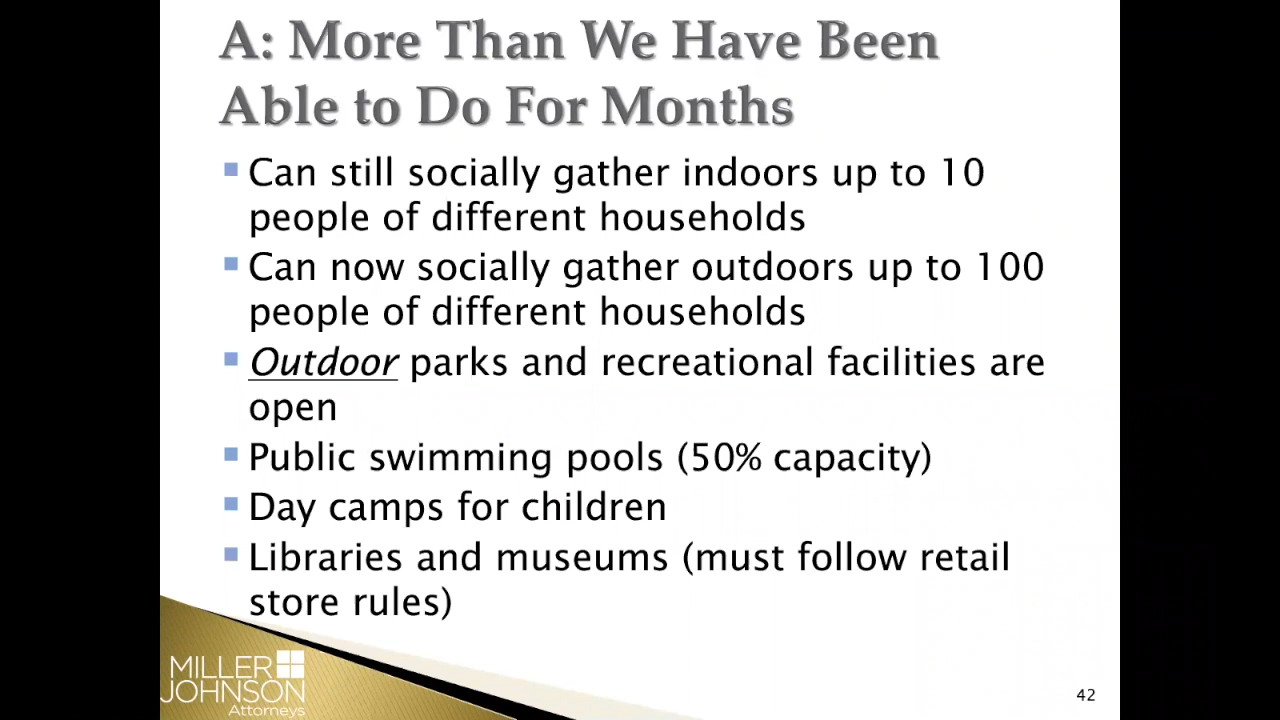 A: More Than We Have Been
Able to Do For Months
Can still socially gather indoors up to 10
people of different households
Can now socially gather outdoors up to 100
people of different households
Outdoor parks and recreational facilities are
open
Public swimming pools (50% capacity)
Day camps for children
Libraries and museums (must follow retail
store rules)
MILLER
JOHNSON
Attorneys
42